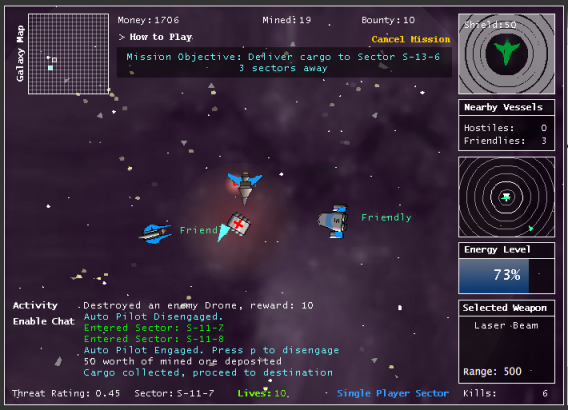 Money:1706 Mined:19 Bounty:10
Shield:50
Galaxy Map
> How to Play
Cancel Mission
Mission Objective: Deliver cargo to Sector S-13-6
3 sectors away
Nearby Vessels
Hostiles: 0
Friendlies: 3
Friend
Friendly
Energy Level
73%
Selected Weapon
Laser Beam
Range: 500
Activity
Enable Chat
Destroyed an enemy Drone, reward: 10
Auto Pilot Disengaged.
Entered Sector: S-11-7
Entered Sector: S-11-8
Auto Pilot Engaged. Press p to disengage
50 worth of mined one deposited
Cargo collected, proceed to destination
Threat Rating: 0.45 Sector: S-11-7 Lives:10 Single Player Sector Kills: 6